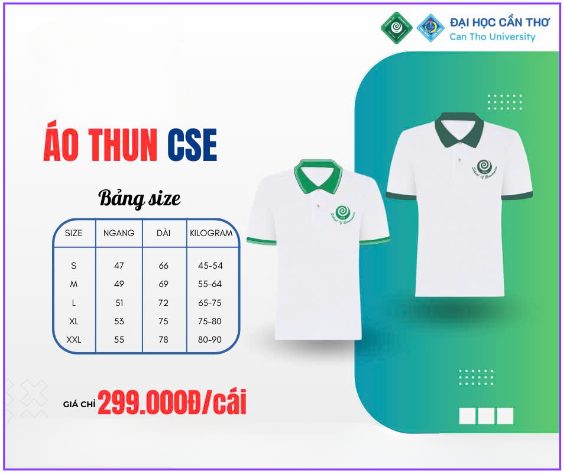 ĐẠI HỌC CẦN THƠ
Can Tho University
ÁO THUN CSE
Bảng size
SIZE NGANG DÀI KILOGRAM
S 47 66 45-54
M 49 69 55-64
L 51 72 65-75
XL 53 75 75-80
XXL 55 78 80-90
GIÁ CHỈ 299.000Đ/cái